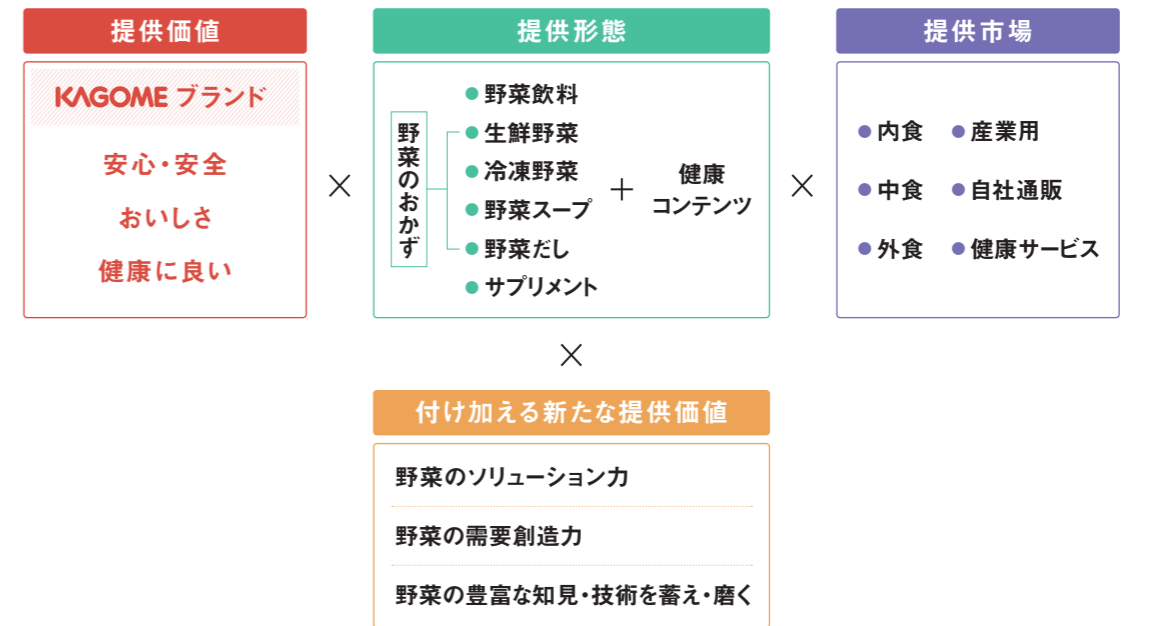 提供価値
KAGOME ブランド
安心・安全
おいしさ
健康に良い
×
提供形態
野菜のおかず
●野菜飲料
●生鮮野菜
●冷凍野菜
●野菜スープ
●野菜だし
●サプリメント
+
健康
コンテンツ
×
提供市場
●内食 ●産業用
●中食 ●自社通販
●外食 ●健康サービス
×
付け加える新たな提供価値
野菜のソリューション力
野菜の需要創造力
野菜の豊富な知見・技術を蓄え・磨く